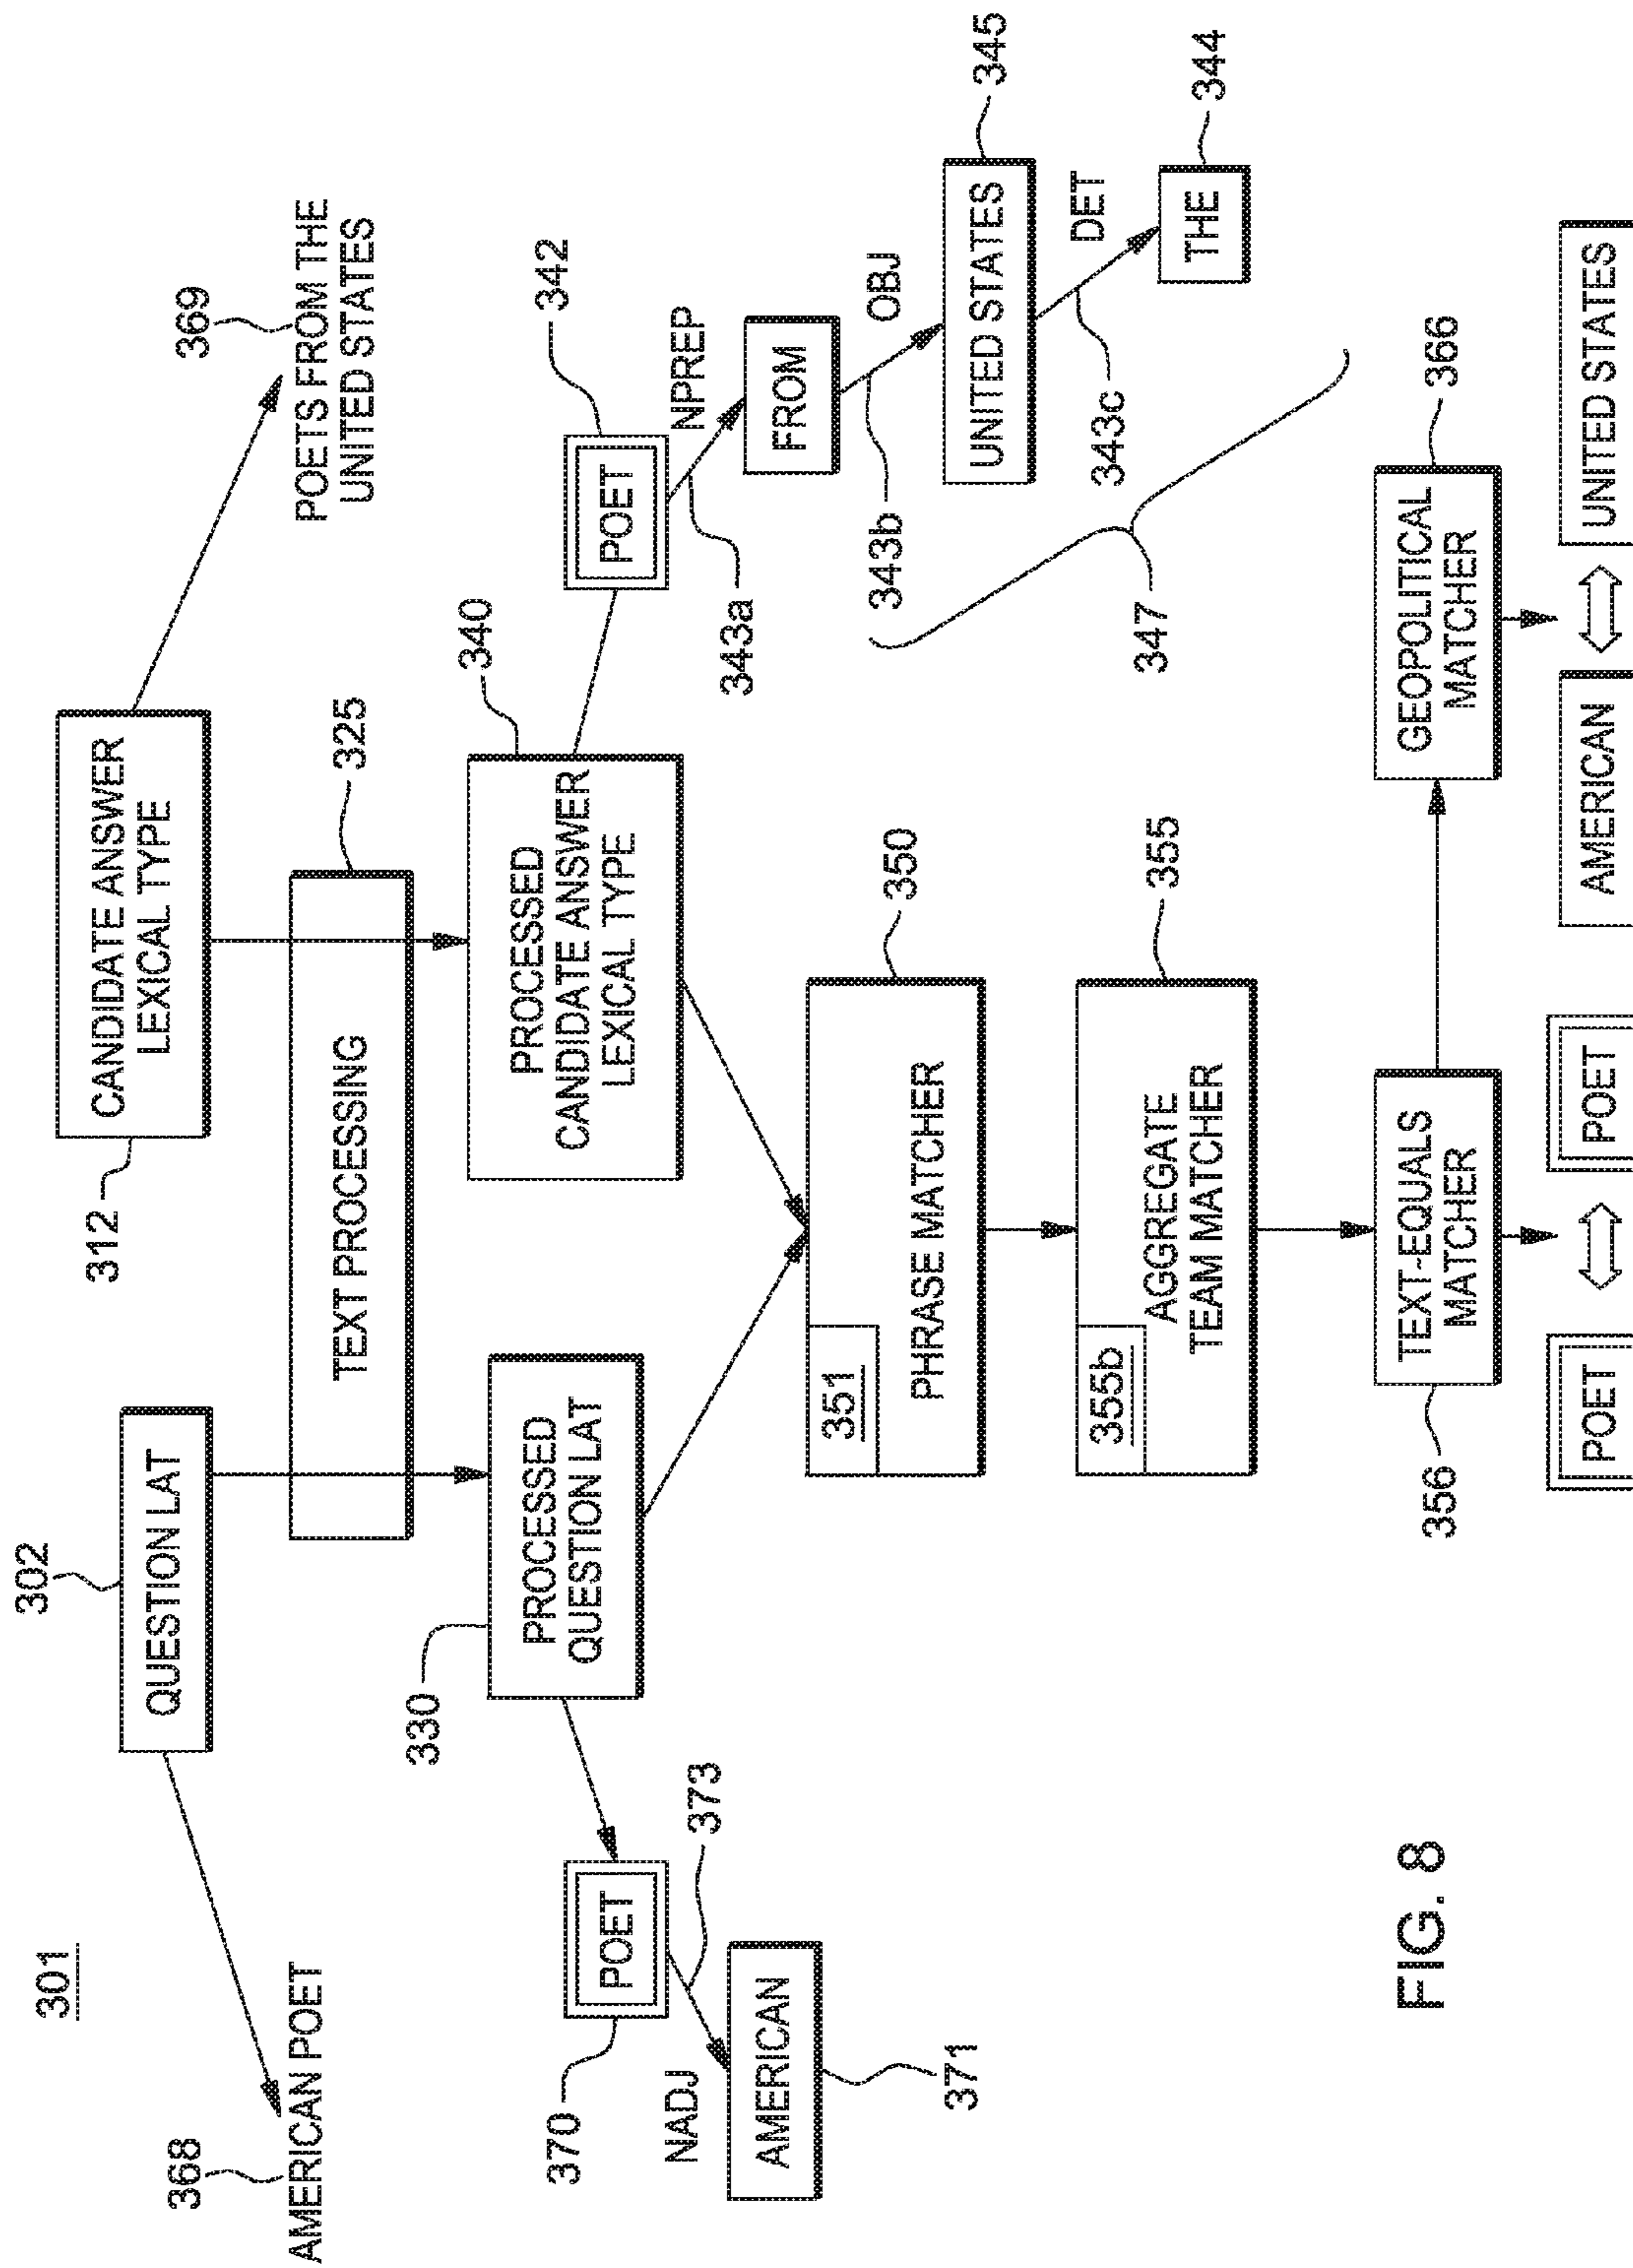 301
302
QUESTION LAT
368
AMERICAN POET
312
CANDIDATE ANSWER
LEXICAL TYPE
369
POETS FROM THE
UNITED STATES
TEXT PROCESSING
325
330
PROCESSED
QUESTION LAT
340
PROCESSED
CANDIDATE ANSWER
LEXICAL TYPE
370
POET
NADJ
373
AMERICAN
371
342
POET
343a
NPREP
FROM
343b
OBJ
UNITED STATES
345
343c
DET
THE
344
347
351
PHRASE MATCHER
350
355b
AGGREGATE
TEAM MATCHER
355
356
TEXT-EQUALS
MATCHER
GEOPOLITICAL
MATCHER
366
POET
POET
AMERICAN
UNITED STATES
FIG. 8